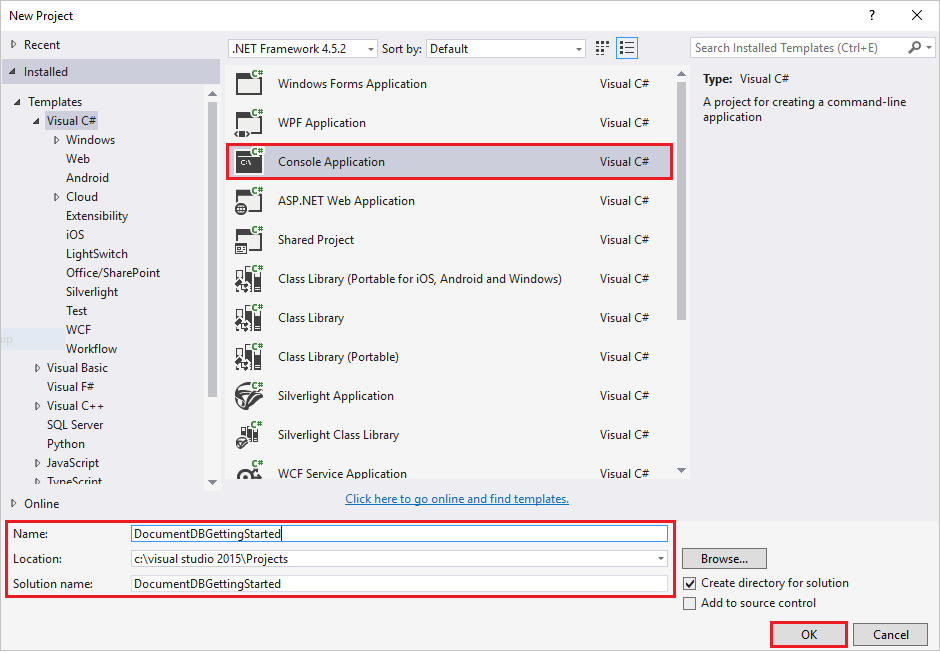 New Project
?
Recent
.NET Framework 4.5.2
Sort by:
Default
Search Installed Templates (Ctrl+E)
Installed
Templates
Visual C#
Windows
Web
Android
Cloud
Extensibility
iOS
LightSwitch
Office/SharePoint
Silverlight
Test
WCF
Workflow
Visual Basic
Visual F#
Visual C++
SQL Server
Python
JavaScript
TypeScript
Online
Windows Forms Application Visual C#
WPF Application Visual C#
Console Application Visual C#
ASP.NET Web Application Visual C#
Shared Project Visual C#
Class Library (Portable for iOS, Android and Windows) Visual C#
Class Library Visual C#
Class Library (Portable) Visual C#
Silverlight Application Visual C#
Silverlight Class Library Visual C#
WCF Service Application Visual C#
Click here to go online and find templates.
Type: Visual C#
A project for creating a command-line
application
Name: DocumentDBGettingStarted
Location: c:\visual studio 2015\Projects
Solution name: DocumentDBGettingStarted
Browse...
Create directory for solution
Add to source control
OK
Cancel